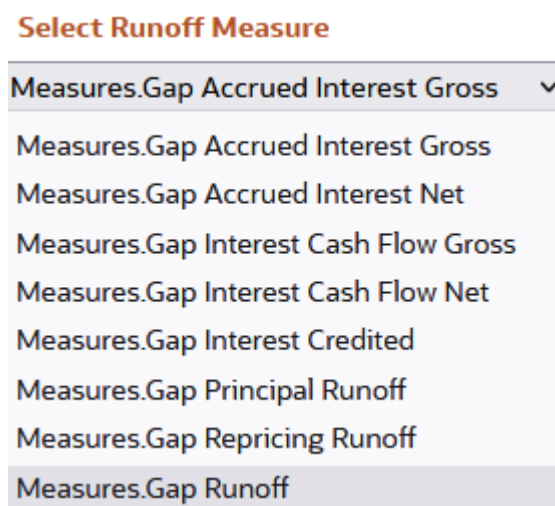 Select Runoff Measure
Measures.Gap Accrued Interest Gross
Measures.Gap Accrued Interest Gross
Measures.Gap Accrued Interest Net
Measures.Gap Interest Cash Flow Gross
Measures.Gap Interest Cash Flow Net
Measures.Gap Interest Credited
Measures.Gap Principal Runoff
Measures.Gap Repricing Runoff
Measures.Gap Runoff